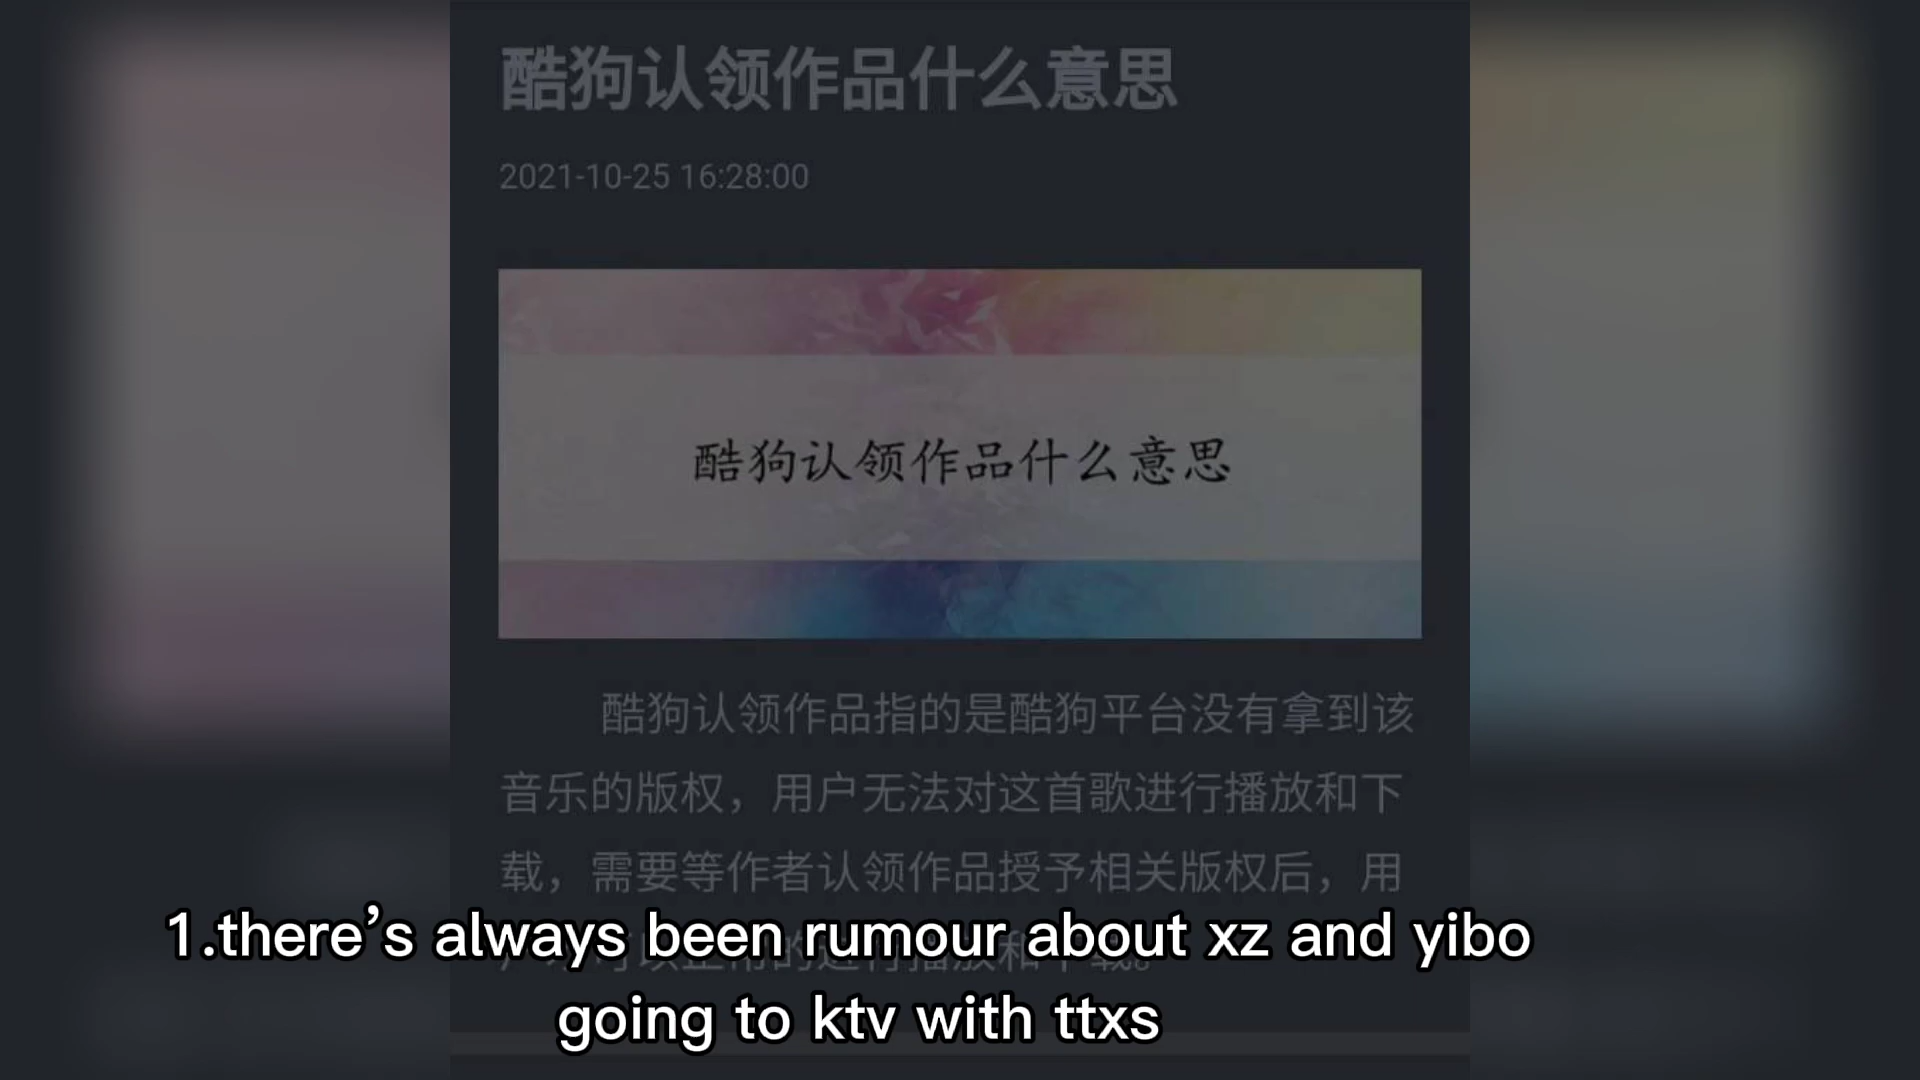 酷狗认领作品什么意思
2021-10-25 16:28:00
酷狗认领作品什么意思
酷狗认领作品指的是酷狗平台没有拿到该
音乐的版权，用户无法对这首歌进行播放和下
载，需要等作者认领作品授予相关版权后，用
1.there’s always been rumour about xz and yibo
going to ktv with ttxs